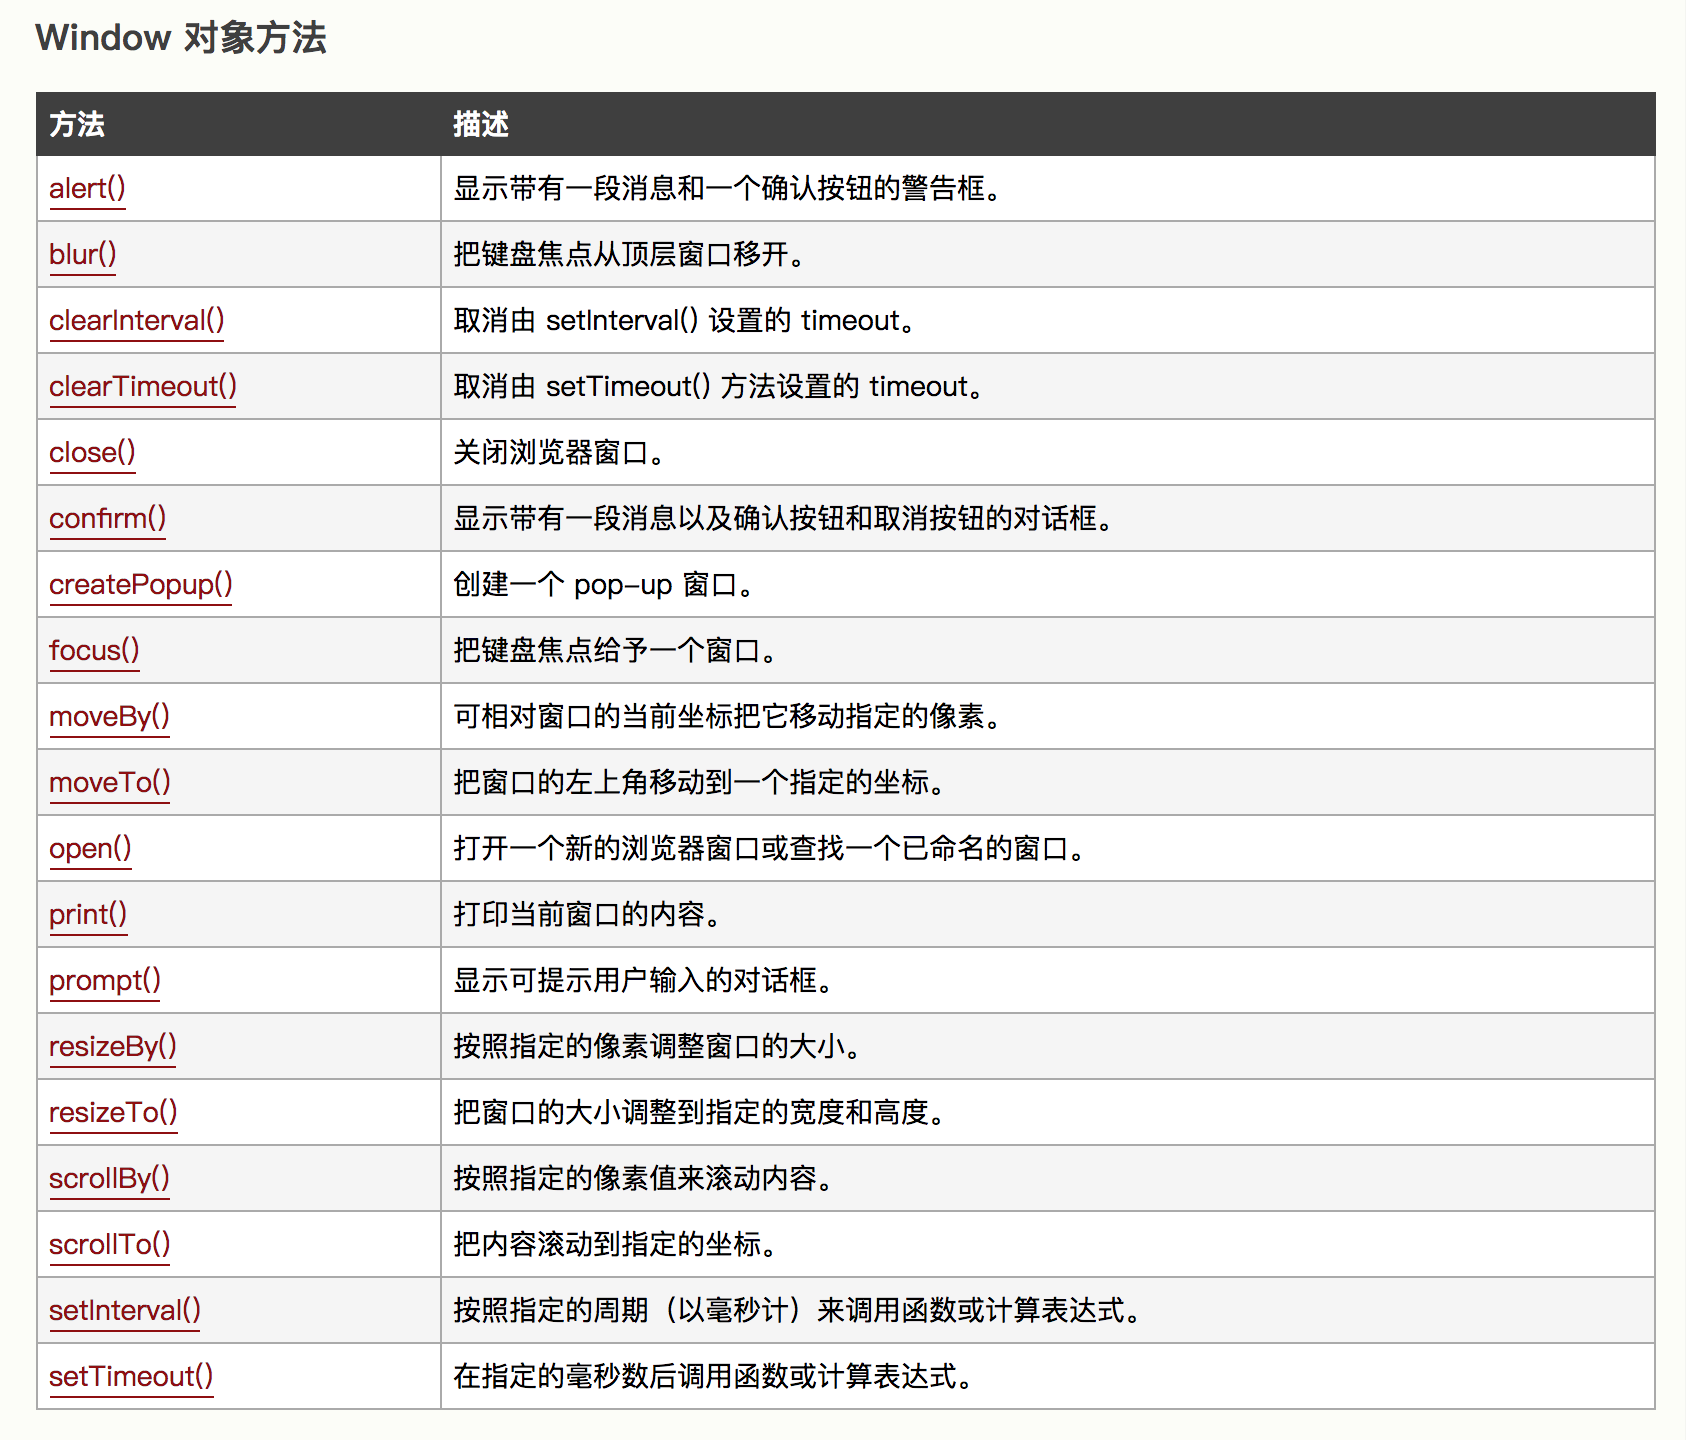 Window 对象方法
方法 描述
alert() 显示带有一段消息和一个确认按钮的警告框。
blur() 把键盘焦点从顶层窗口移开。
clearInterval() 取消由 setInterval() 设置的 timeout。
clearTimeout() 取消由 setTimeout() 方法设置的 timeout。
close() 关闭浏览器窗口。
confirm() 显示带有一段消息以及确认按钮和取消按钮的对话框。
createPopup() 创建一个 pop-up 窗口。
focus() 把键盘焦点给予一个窗口。
moveBy() 可相对窗口的当前坐标把它移动指定的像素。
moveTo() 把窗口的左上角移动到一个指定的坐标。
open() 打开一个新的浏览器窗口或查找一个已命名的窗口。
print() 打印当前窗口的内容。
prompt() 显示可提示用户输入的对话框。
resizeBy() 按照指定的像素调整窗口的大小。
resizeTo() 把窗口的大小调整到指定的宽度和高度。
scrollBy() 按照指定的像素值来滚动内容。
scrollTo() 把内容滚动到指定的坐标。
setInterval() 按照指定的周期（以毫秒计）来调用函数或计算表达式。
setTimeout() 在指定的毫秒数后调用函数或计算表达式。